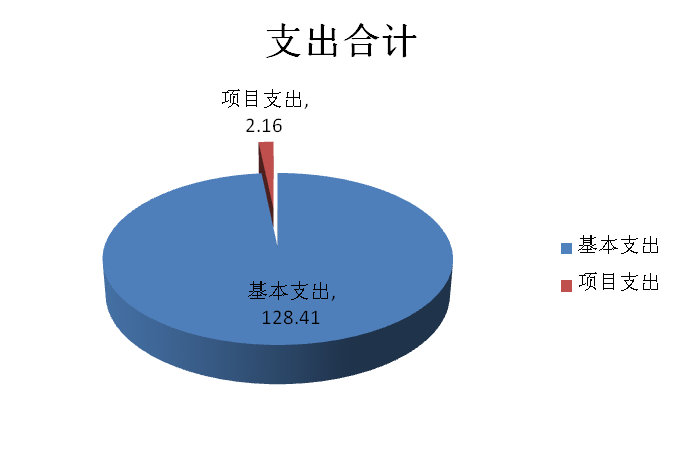 支出合计
项目支出,
2.16
基本支出,
128.41
基本支出
项目支出